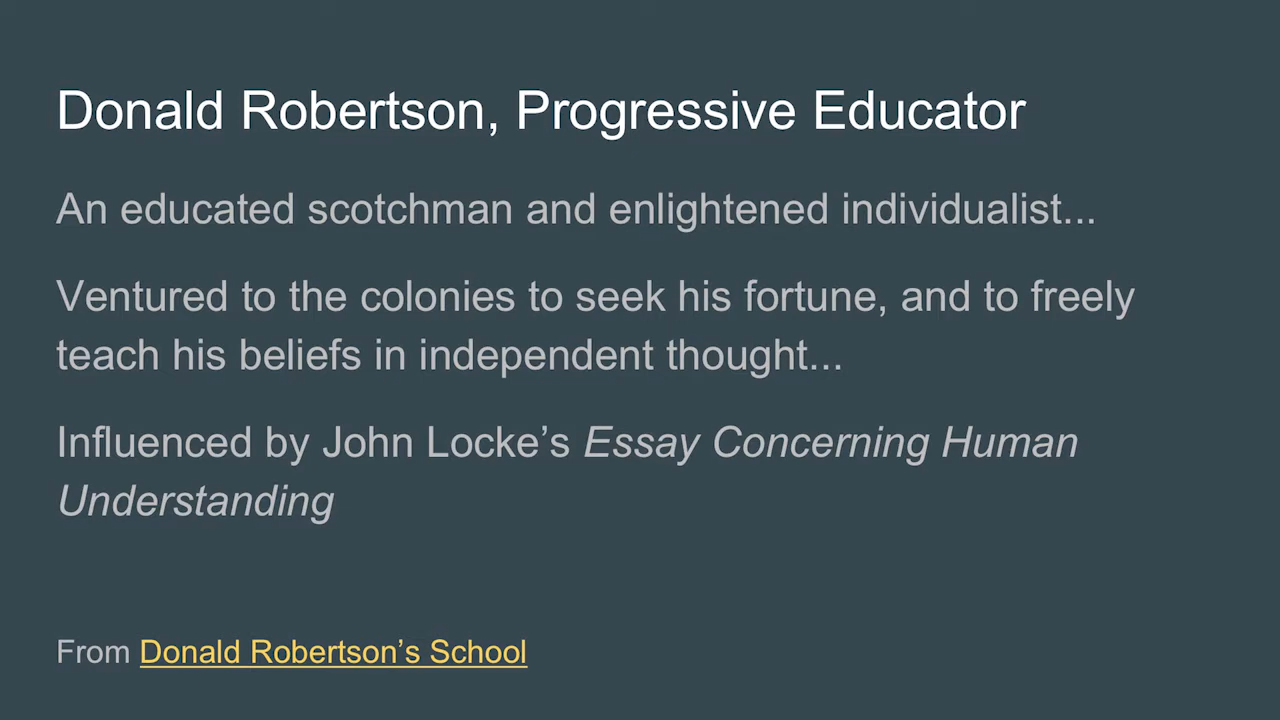 Donald Robertson, Progressive Educator
An educated scotchman and enlightened individualist...
Ventured to the colonies to seek his fortune, and to freely
teach his beliefs in independent thought...
Influenced by John Locke’s Essay Concerning Human
Understanding
From Donald Robertson’s School